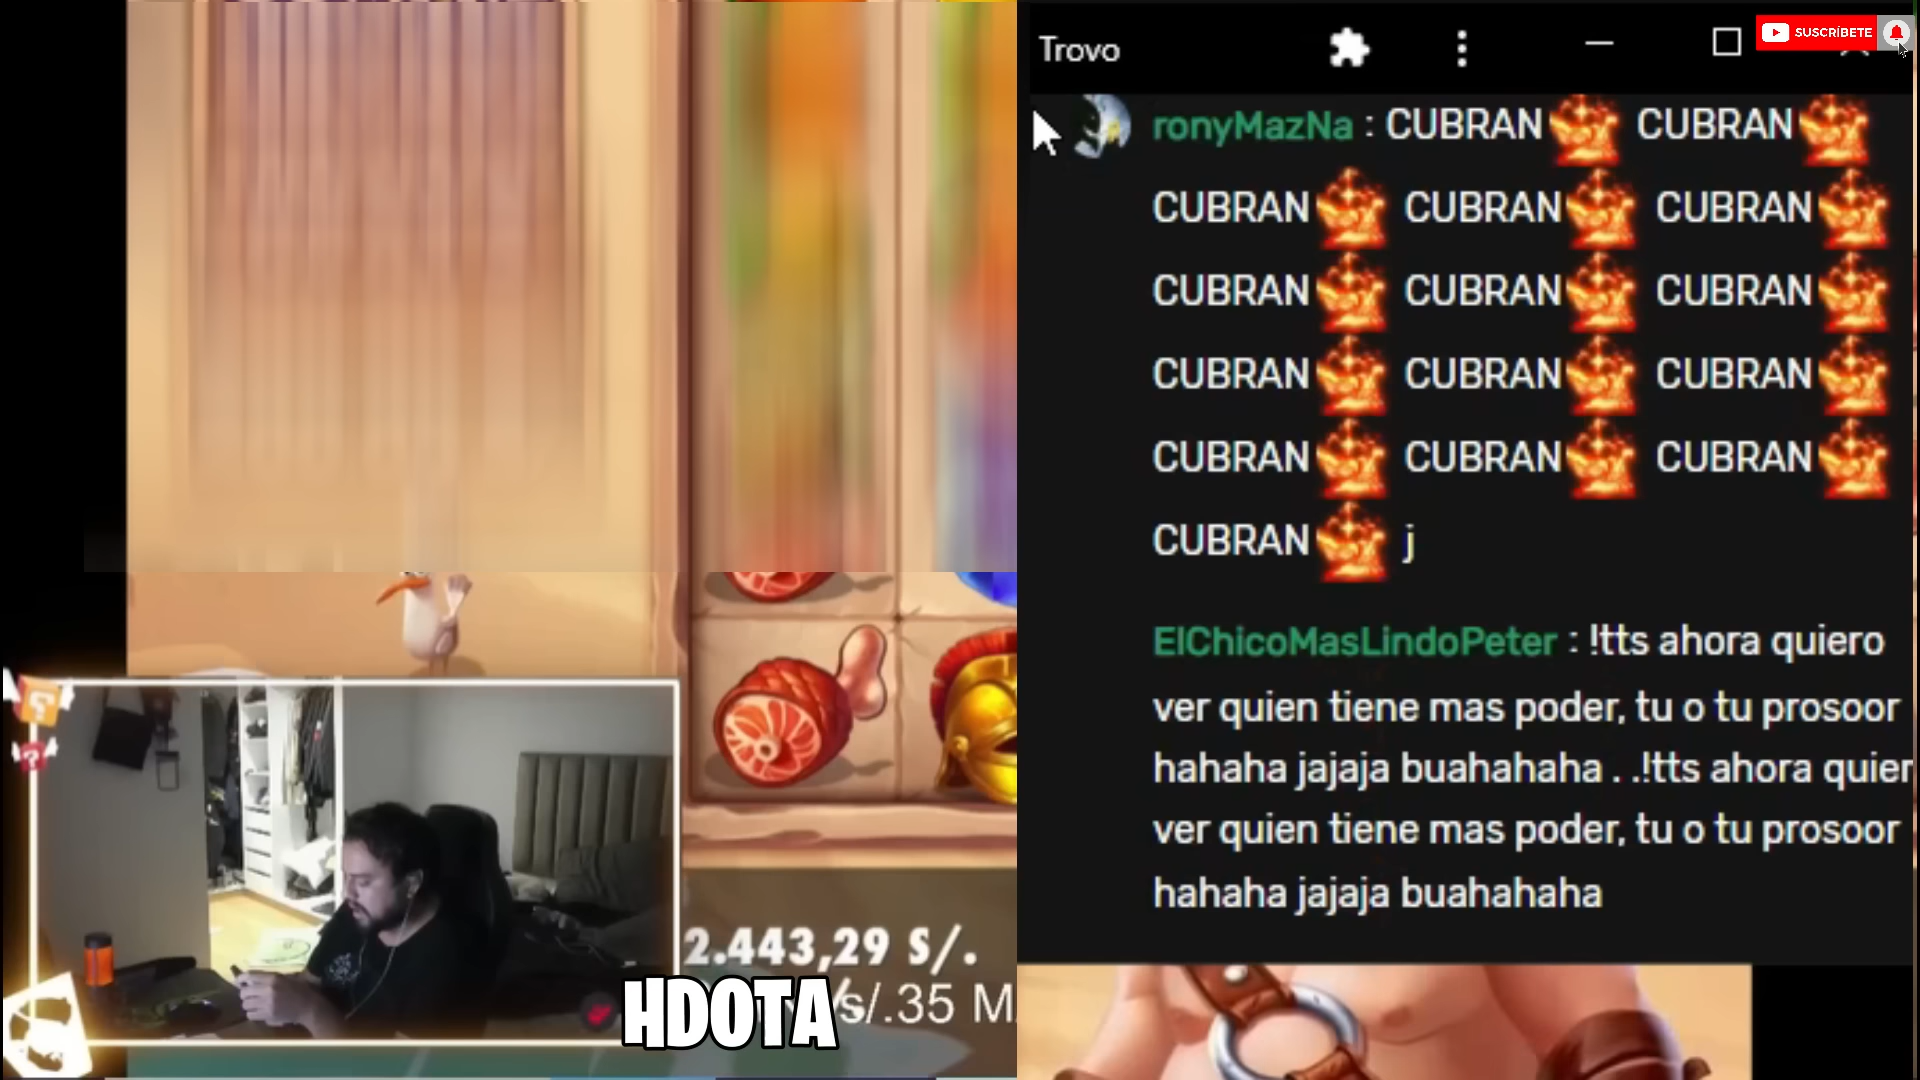 Trovo
SUSCRÍBETE
ronyMazNa : CUBRAN CUBRAN
CUBRAN CUBRAN CUBRAN
CUBRAN CUBRAN CUBRAN
CUBRAN CUBRAN CUBRAN
CUBRAN CUBRAN CUBRAN
CUBRAN j
ElChicoMasLindoPeter : !tts ahora quiero
ver quien tiene mas poder, tu o tu prosoor
hahaha jajaja buahahaha . .!tts ahora quier
ver quien tiene mas poder, tu o tu prosoor
hahaha jajaja buahahaha
2.443,29 S/.
s/.35 M
HDOTA